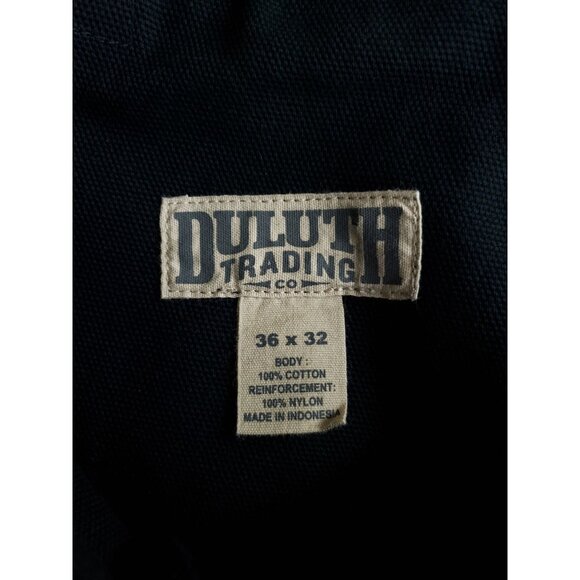 DULUTH
TRADING
CO
36 x 32
BODY :
100% COTTON
REINFORCEMENT:
100% NYLON
MADE IN INDONESIA